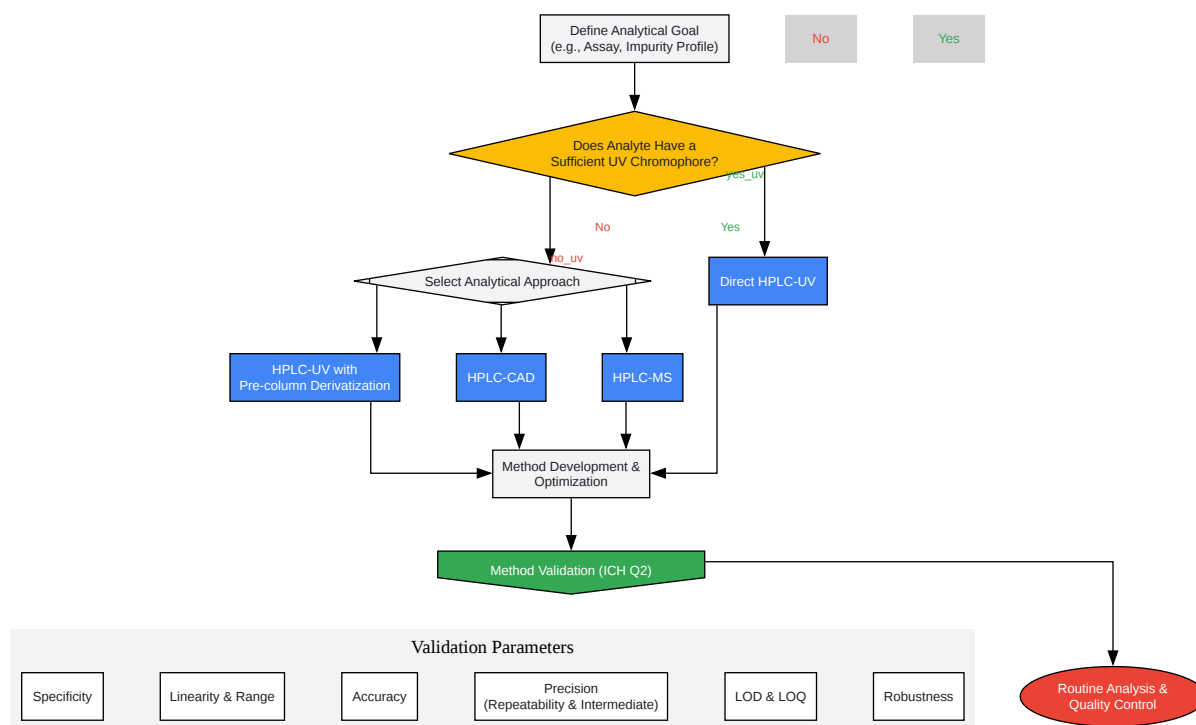 Define Analytical Goal
(e.g., Assay, Impurity Profile)
No
Yes
Does Analyte Have a
Sufficient UV Chromophore?
yes_uv
No
Yes
no_uv
Select Analytical Approach
Direct HPLC-UV
HPLC-UV with
Pre-column Derivatization
HPLC-CAD
HPLC-MS
Method Development &
Optimization
Method Validation (ICH Q2)
Validation Parameters
Specificity
Linearity & Range
Accuracy
Precision
(Repeatability & Intermediate)
LOD & LOQ
Robustness
Routine Analysis &
Quality Control